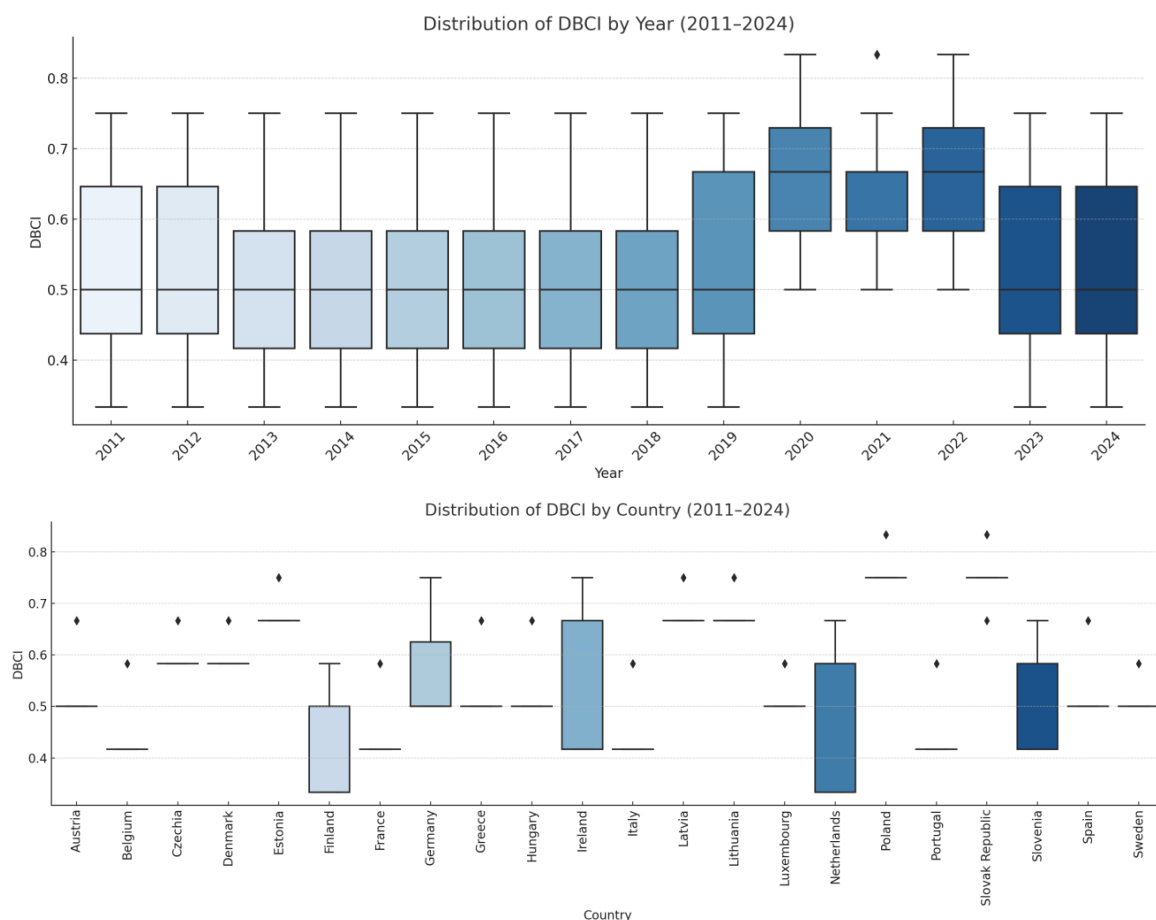 Distribution of DBCI by Year (2011–2024)
0.8
0.7
0.6
0.5
0.4
DBCI
2011 2012 2013 2014 2015 2016 2017 2018 2019 2020 2021 2022 2023 2024
Year
Distribution of DBCI by Country (2011–2024)
0.8
0.7
0.6
0.5
0.4
DBCI
Austria Belgium Czechia Denmark Estonia Finland France Germany Greece Hungary Ireland Italy Latvia Lithuania Luxembourg Netherlands Poland Portugal Slovak Republic Slovenia Spain Sweden
Country